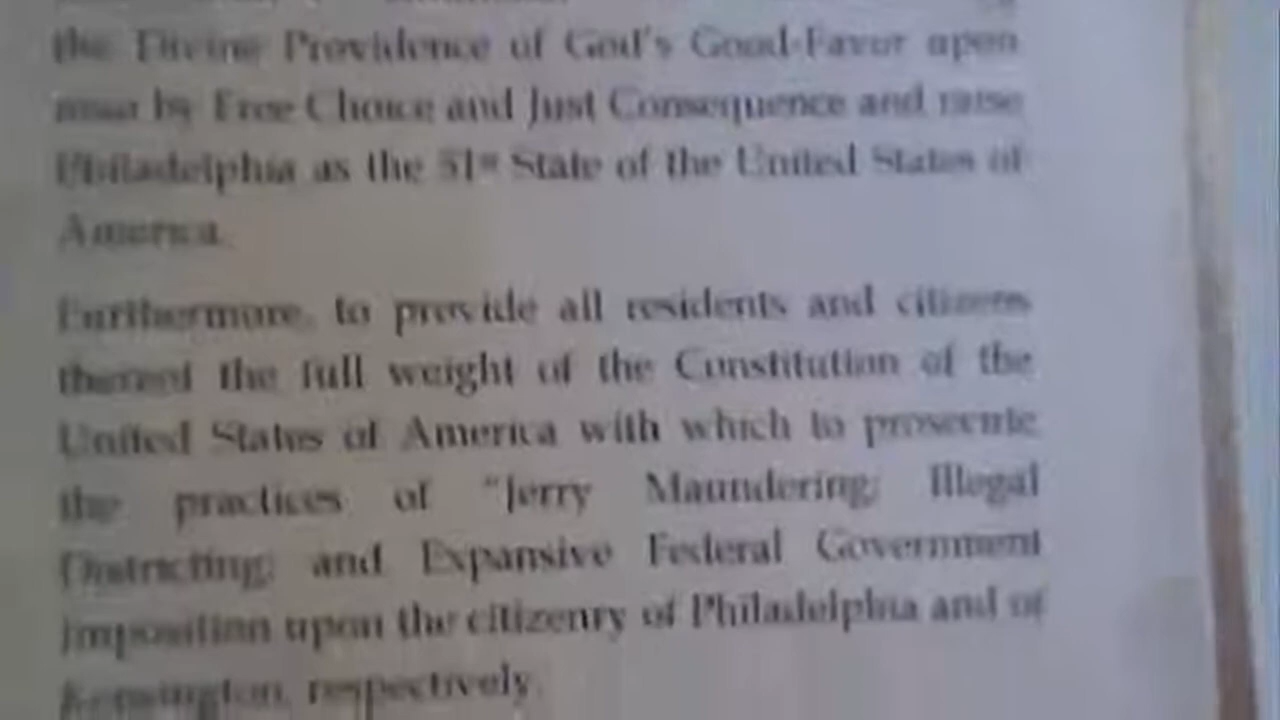 the Divine Providence of God's Good-Favor upon
by Free Choice and Just Consequence and raise
Philadelphia as the 51st State of the United States of
America.
Furthermore, to provide all residents and citizens
thereof the full weight of the Constitution of the
United States of America with which to prosecute
the practices of "Jerry Maundering; Illegal
Districting; and Expansive Federal Government
Imposition upon the citizenry of Philadelphia and of
Kensington, respectively.